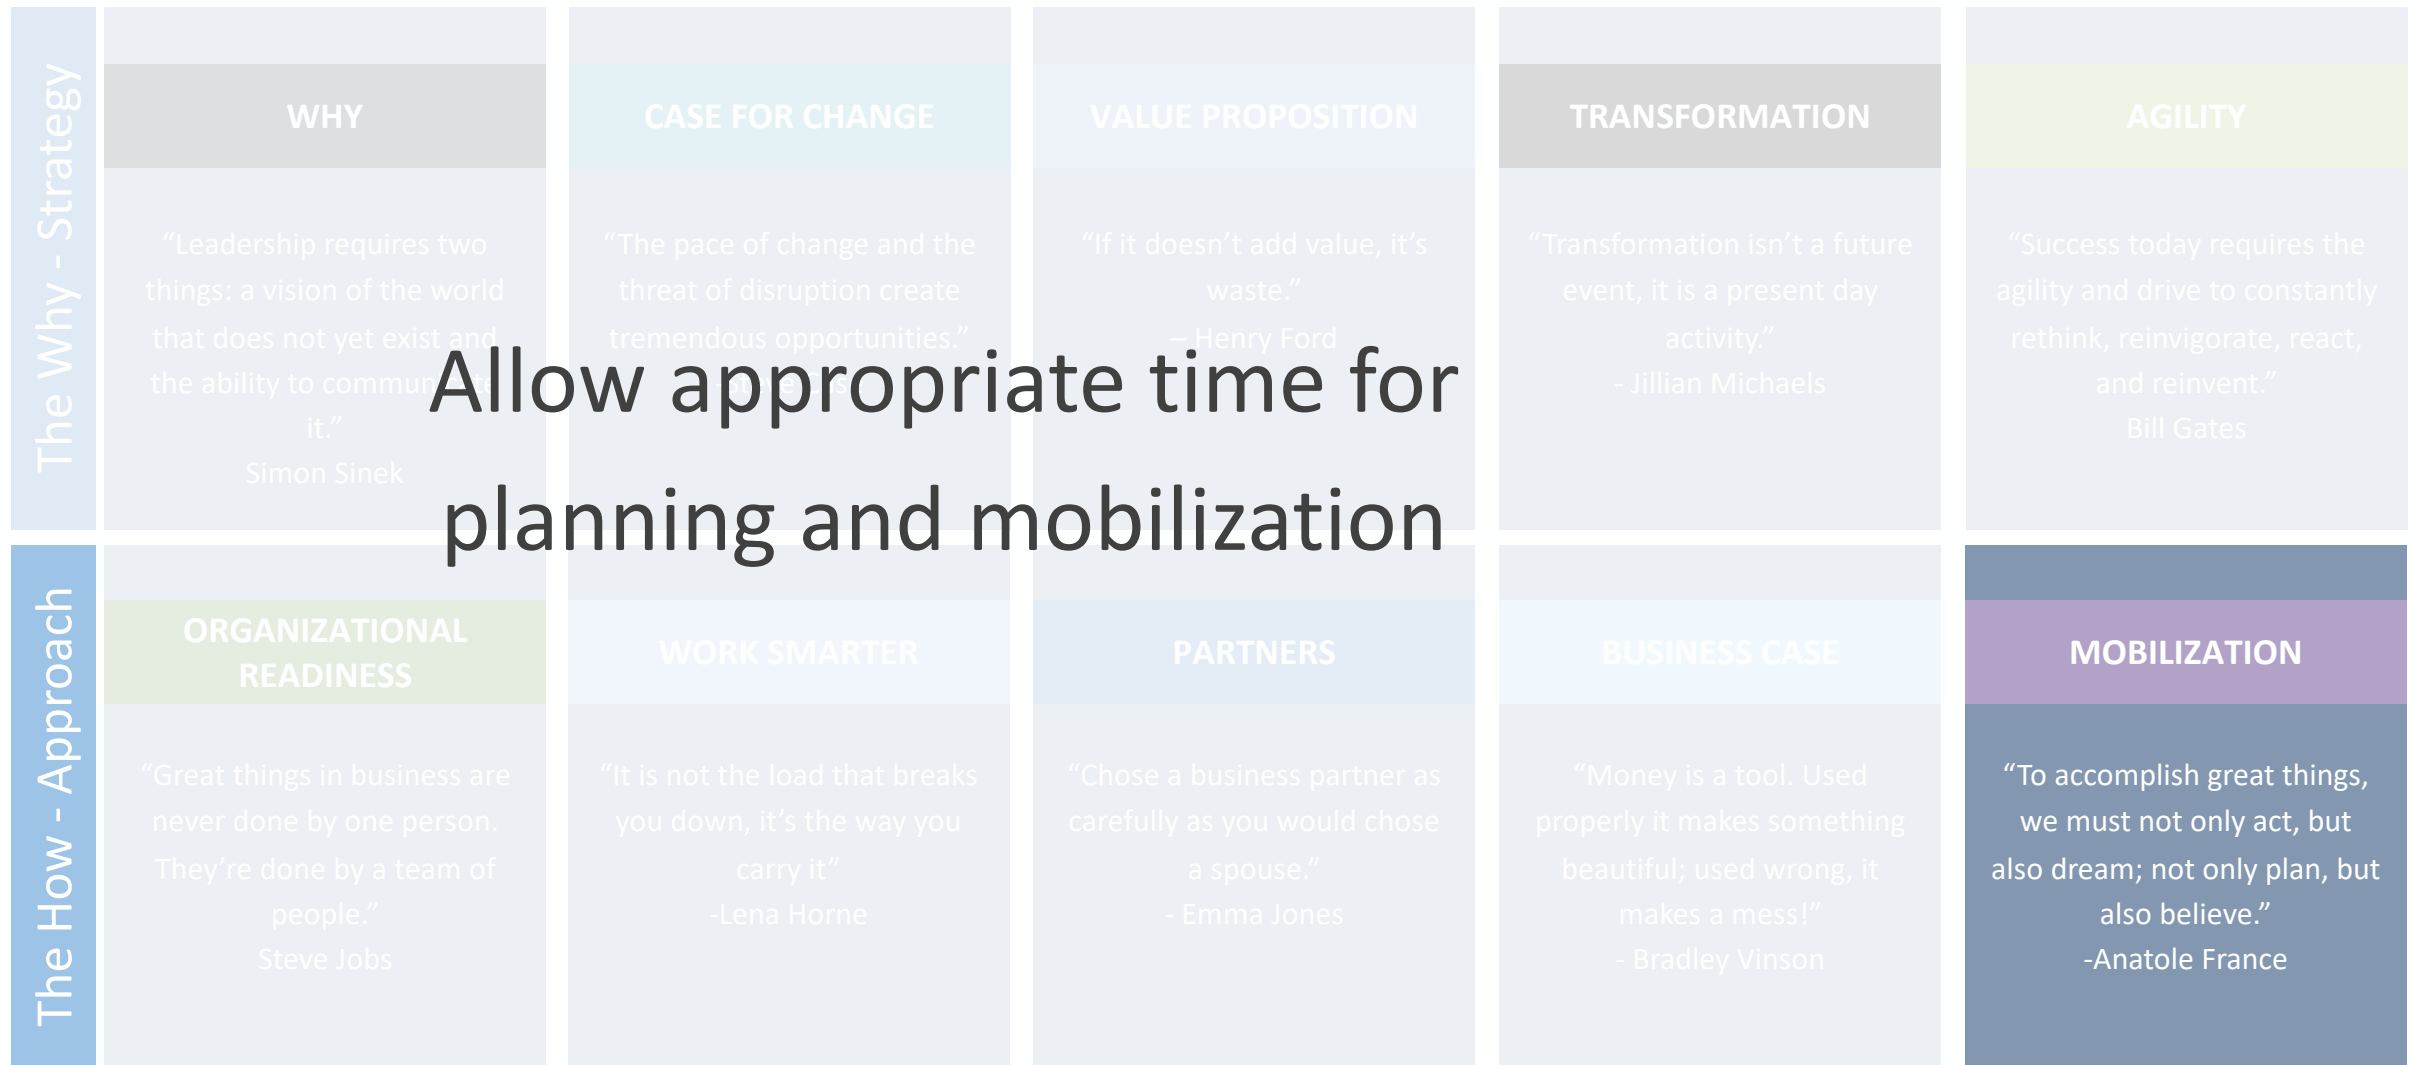 The Why - Strategy
WHY
“Leadership requires two
things: a vision of the world
that does not yet exist and
the ability to communicate
it.”
Simon Sinek
CASE FOR CHANGE
“The pace of change and the
threat of disruption create
tremendous opportunities.”
-Steve Case
VALUE PROPOSITION
“If it doesn’t add value, it’s
waste.”
– Henry Ford
TRANSFORMATION
“Transformation isn’t a future
event, it is a present day
activity.”
- Jillian Michaels
AGILITY
“Success today requires the
agility and drive to constantly
rethink, reinvigorate, react,
and reinvent.”
Bill Gates
Allow appropriate time for
planning and mobilization
The How - Approach
ORGANIZATIONAL
READINESS
“Great things in business are
never done by one person.
They’re done by a team of
people.”
Steve Jobs
WORK SMARTER
“It is not the load that breaks
you down, it’s the way you
carry it”
-Lena Horne
PARTNERS
“Chose a business partner as
carefully as you would chose
a spouse.”
- Emma Jones
BUSINESS CASE
“Money is a tool. Used
properly it makes something
beautiful; used wrong, it
makes a mess!”
- Bradley Vinson
MOBILIZATION
“To accomplish great things,
we must not only act, but
also dream; not only plan, but
also believe.”
-Anatole France